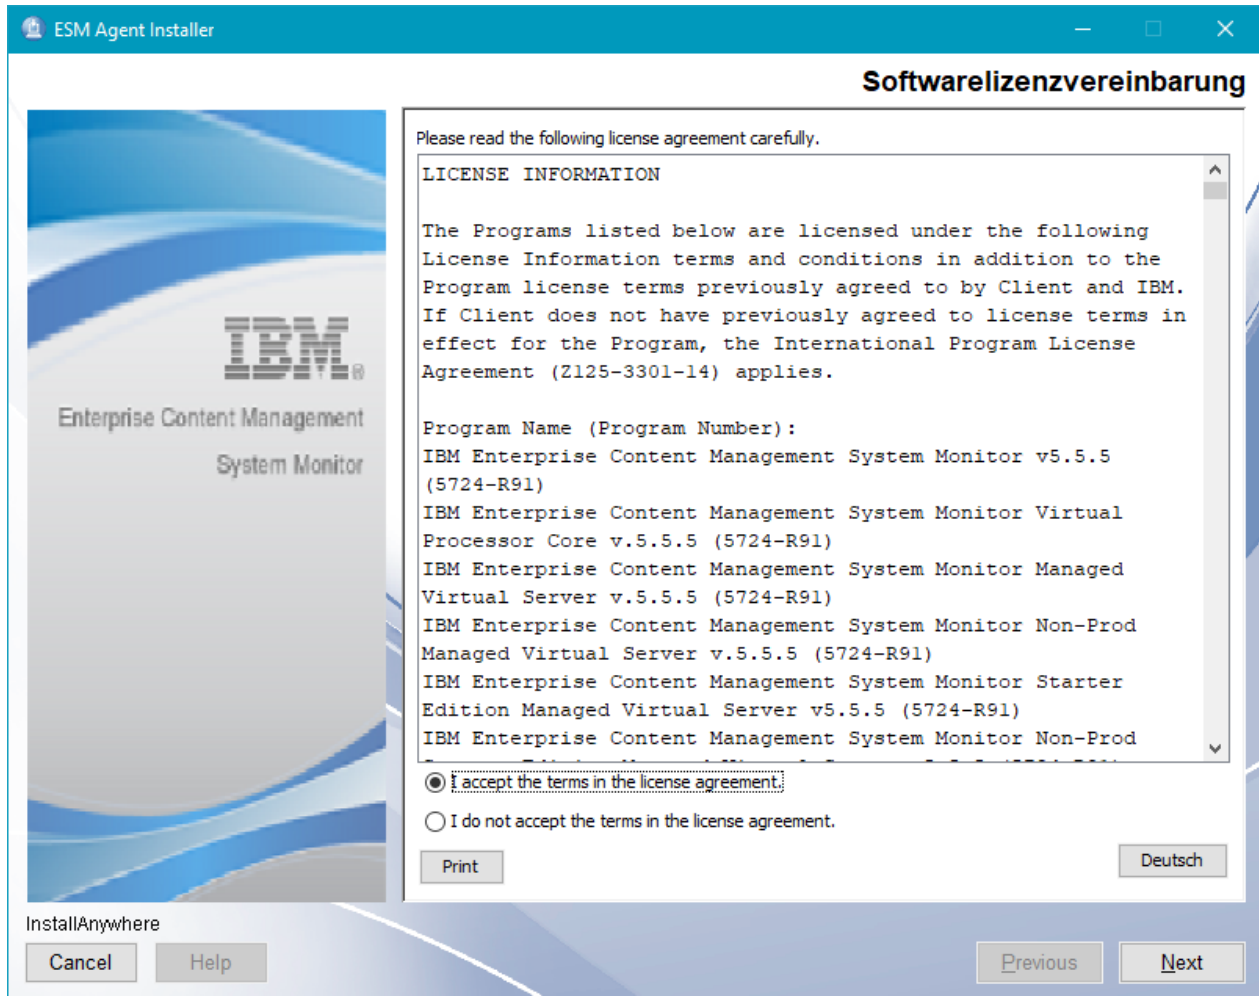 ESM Agent Installer
Softwarelizenzvereinbarung
IBM®
Enterprise Content Management
System Monitor
Please read the following license agreement carefully.
LICENSE INFORMATION
The Programs listed below are licensed under the following
License Information terms and conditions in addition to the
Program license terms previously agreed to by Client and IBM.
If Client does not have previously agreed to license terms in
effect for the Program, the International Program License
Agreement (Z125-3301-14) applies.
Program Name (Program Number):
IBM Enterprise Content Management System Monitor v5.5.5
(5724-R91)
IBM Enterprise Content Management System Monitor Virtual
Processor Core v.5.5.5 (5724-R91)
IBM Enterprise Content Management System Monitor Managed
Virtual Server v.5.5.5 (5724-R91)
IBM Enterprise Content Management System Monitor Non-Prod
Managed Virtual Server v.5.5.5 (5724-R91)
IBM Enterprise Content Management System Monitor Starter
Edition Managed Virtual Server v5.5.5 (5724-R91)
IBM Enterprise Content Management System Monitor Non-Prod
I accept the terms in the license agreement.
I do not accept the terms in the license agreement.
Print
Deutsch
InstallAnywhere
Cancel
Help
Previous
Next